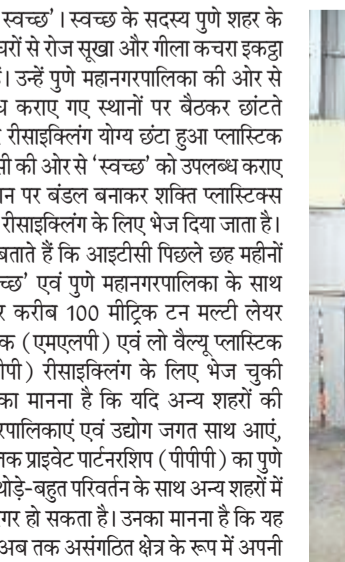 स्वच्छ’। स्वच्छ के सदस्य पुणे शहर के
घरों से रोज सूखा और गीला कचरा इकट्ठा
। उन्हें पुणे महानगरपालिका की ओर से
कराए गए स्थानों पर बैठकर छांटते
रीसाइक्लिंग योग्य छंटा हुआ प्लास्टिक
सी की ओर से ‘स्वच्छ’ को उपलब्ध कराए
पर बंडल बनाकर शक्ति प्लास्टिक्स
रीसाइक्लिंग के लिए भेज दिया जाता है।
बताते हैं कि आइटीसी पिछले छह महीनों
च्छ’ एवं पुणे महानगरपालिका के साथ
र करीब 100 मीट्रिक टन मल्टी लेयर
क (एमएलपी) एवं लो वैल्यू प्लास्टिक
पी) रीसाइक्लिंग के लिए भेज चुकी
का मानना है कि यदि अन्य शहरों की
रपालिकाएं एवं उद्योग जगत साथ आएं,
क प्राइवेट पार्टनरशिप (पीपीपी) का पुणे
थोड़े-बहुत परिवर्तन के साथ अन्य शहरों में
गर हो सकता है। उनका मानना है कि यह
अब तक असंगठित क्षेत्र के रूप में अपनी